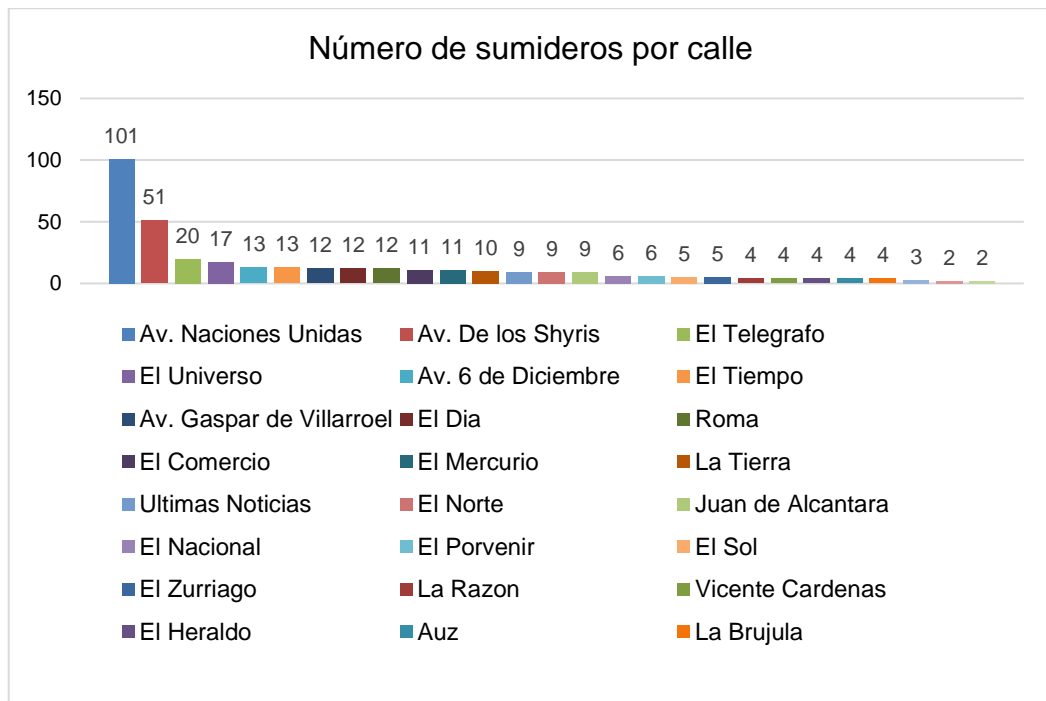 Número de sumideros por calle
150
100
50
0
101 51 20 17 13 13 12 12 12 11 11 10 9 9 9 6 6 5 5 4 4 4 4 4 3 2 2
Av. Naciones Unidas Av. De los Shyris El Telegrafo
El Universo Av. 6 de Diciembre El Tiempo
Av. Gaspar de Villarroel El Dia Roma
El Comercio El Mercurio La Tierra
Ultimas Noticias El Norte Juan de Alcantara
El Nacional El Porvenir El Sol
El Zurriago La Razon Vicente Cardenas
El Heraldo Auz La Brujula